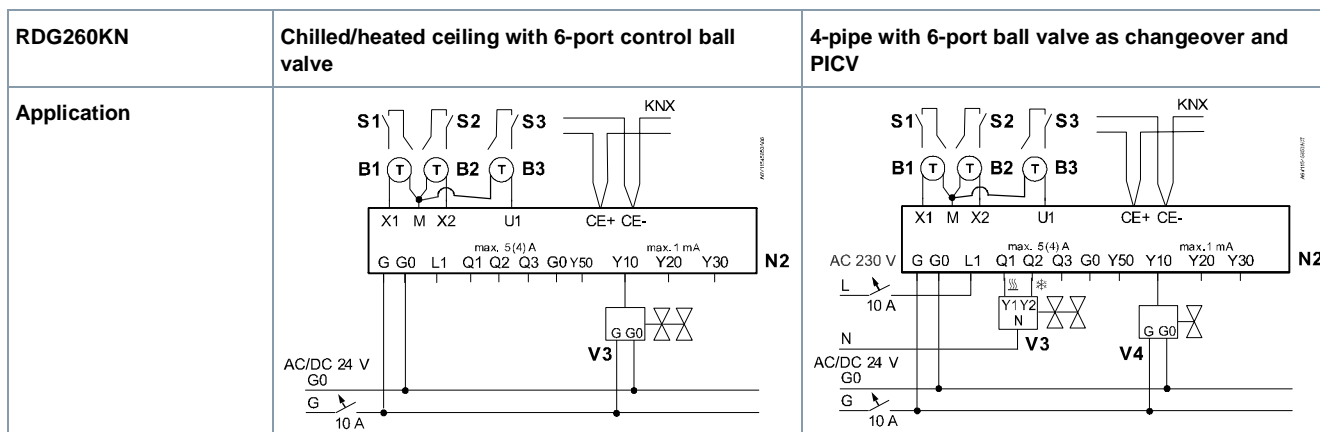 RDG260KN
Chilled/heated ceiling with 6-port control ball
valve
4-pipe with 6-port ball valve as changeover and
PICV
Application
KNX
S1 S2 S3
B1 T T B2 T B3
X1 M X2 U1 CE+ CE-
max. 5(4) A max. 1 mA
G G0 L1 Q1 Q2 Q3 G0 Y50 Y10 Y20 Y30
N2
G G0
V3
AC/DC 24 V
G0
G
10 A
KNX
S1 S2 S3
B1 T T B2 T B3
X1 M X2 U1 CE+ CE-
max. 5(4) A max. 1 mA
AC 230 V G G0 L1 Q1 Q2 Q3 G0 Y50 Y10 Y20 Y30
N2
L
10 A
Y1 Y2
N
G G0
N
V3 V4
AC/DC 24 V
G0
G
10 A